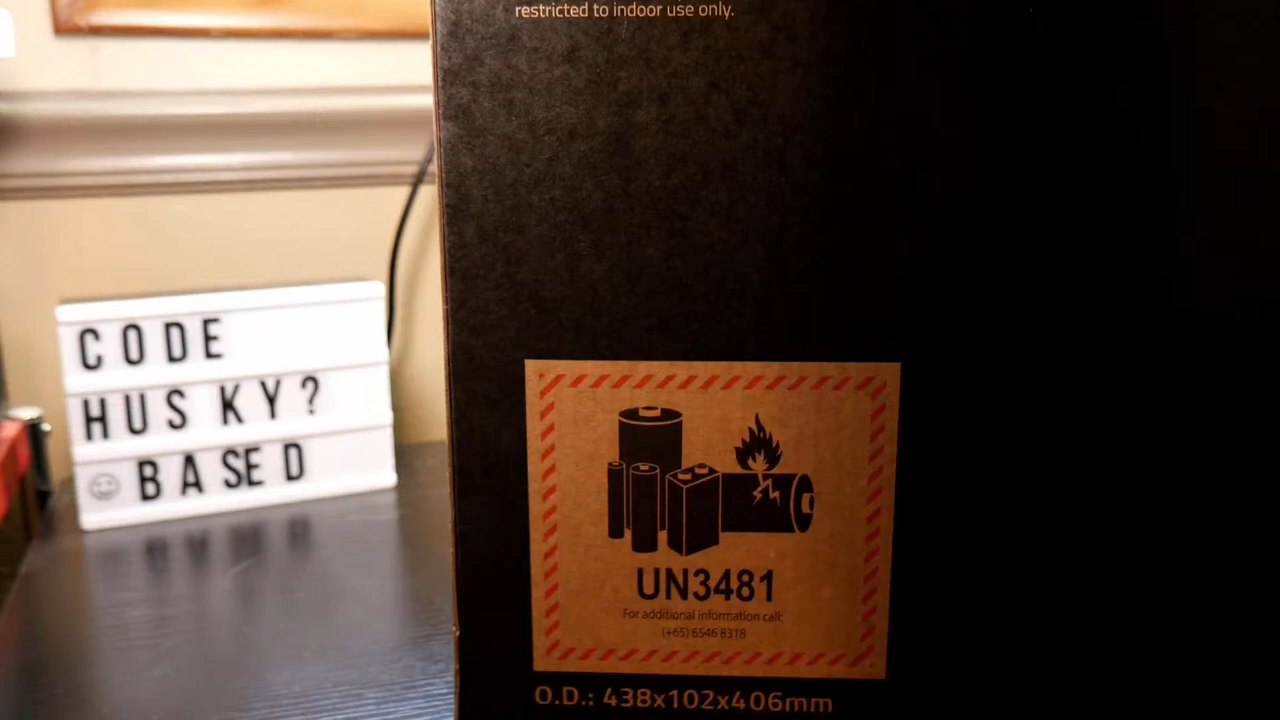 restricted to indoor use only.
CODE
HUSKY?
BASED
UN3481
For additional information call:
(+65) 6546 8318
O.D.: 438x102x406mm